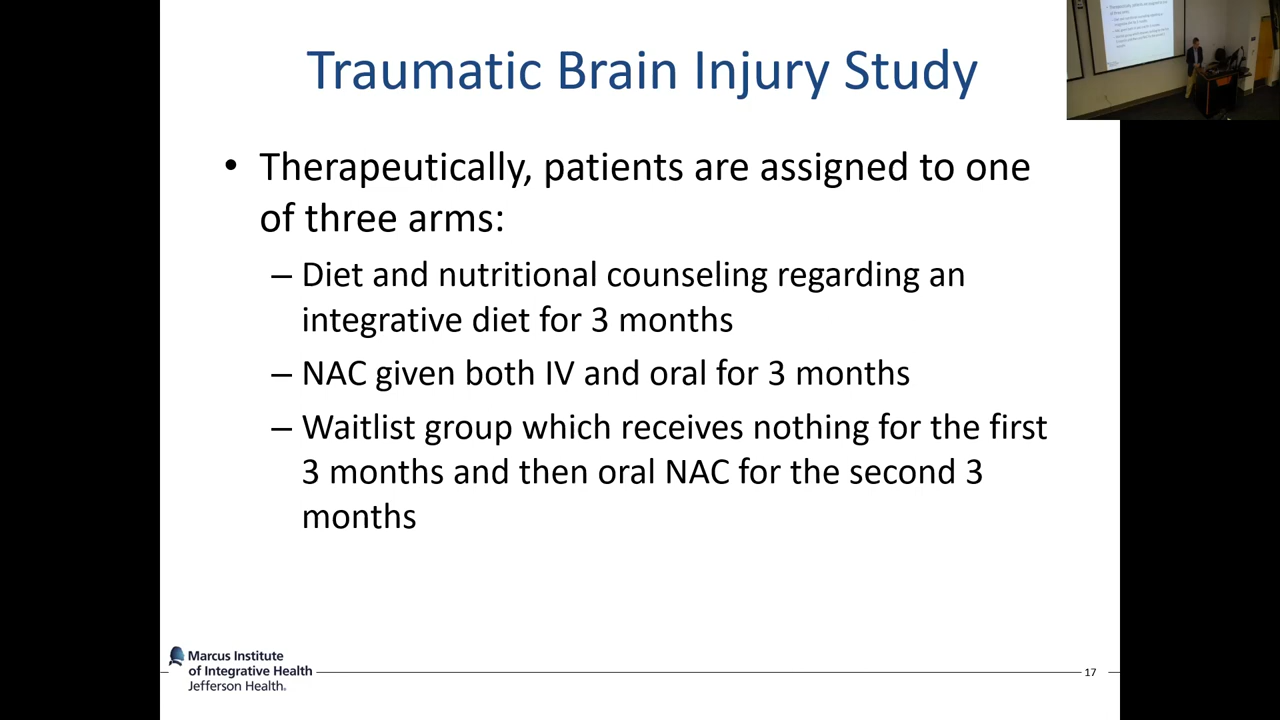 Traumatic Brain Injury Study
• Therapeutically, patients are assigned to one
of three arms:
– Diet and nutritional counseling regarding an
integrative diet for 3 months
– NAC given both IV and oral for 3 months
– Waitlist group which receives nothing for the first
3 months and then oral NAC for the second 3
months
Marcus Institute
of Integrative Health
Jefferson Health®
17